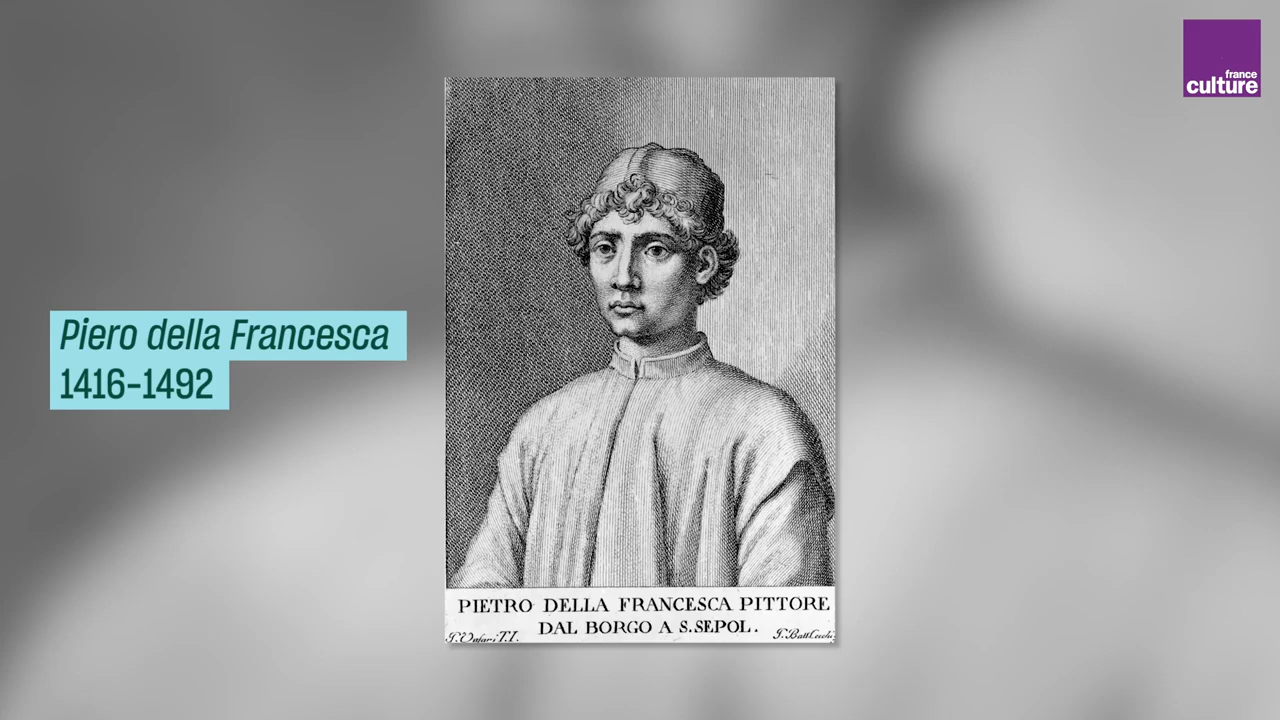 france
culture
Piero della Francesca
1416-1492
PIETRO DELLA FRANCESCA PITTORE
DAL BORGO A S. SEPOL.